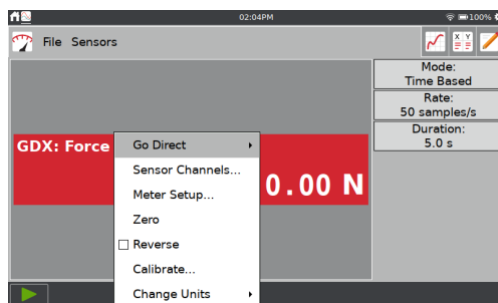 02:04PM
100%
File Sensors
X Y
Mode:
Time Based
Rate:
50 samples/s
Duration:
5.0 s
GDX: Force
0.00 N
Go Direct
Sensor Channels...
Meter Setup...
Zero
Reverse
Calibrate...
Change Units